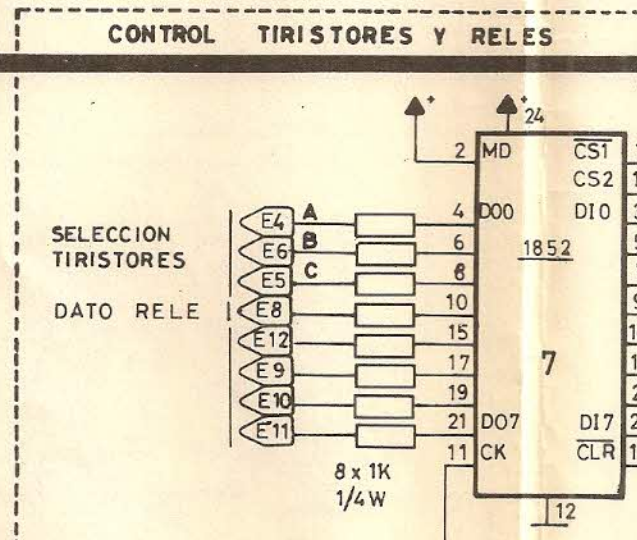 CONTROL TIRISTORES Y RELES
+ + 24
2 MD CS1
CS2
E4 A 4 DO0 DI0
SELECCION E6 B 6 1852
TIRISTORES E5 C 8
DATO RELE E8 10
E12 15
E9 17 7
E10 19
E11 21 DO7 DI7
11 CK CLR
8 x 1K
1/4 W
12